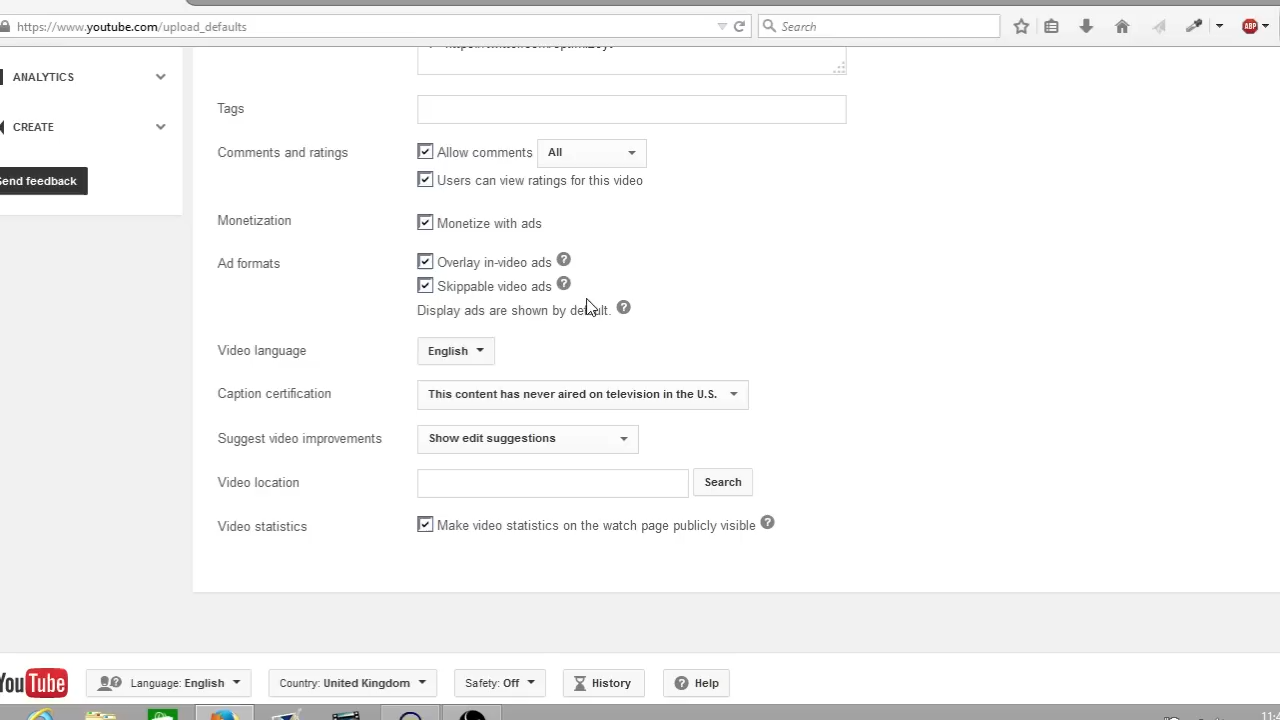 https://www.youtube.com/upload_defaults
Search
ABP
ANALYTICS
CREATE
Send feedback
Tags
Comments and ratings
Allow comments
All
Users can view ratings for this video
Monetization
Monetize with ads
Ad formats
Overlay in-video ads ?
Skippable video ads ?
Display ads are shown by default. ?
Video language
English
Caption certification
This content has never aired on television in the U.S.
Suggest video improvements
Show edit suggestions
Video location
Search
Video statistics
Make video statistics on the watch page publicly visible ?
YouTube
Language: English
Country: United Kingdom
Safety: Off
History
? Help